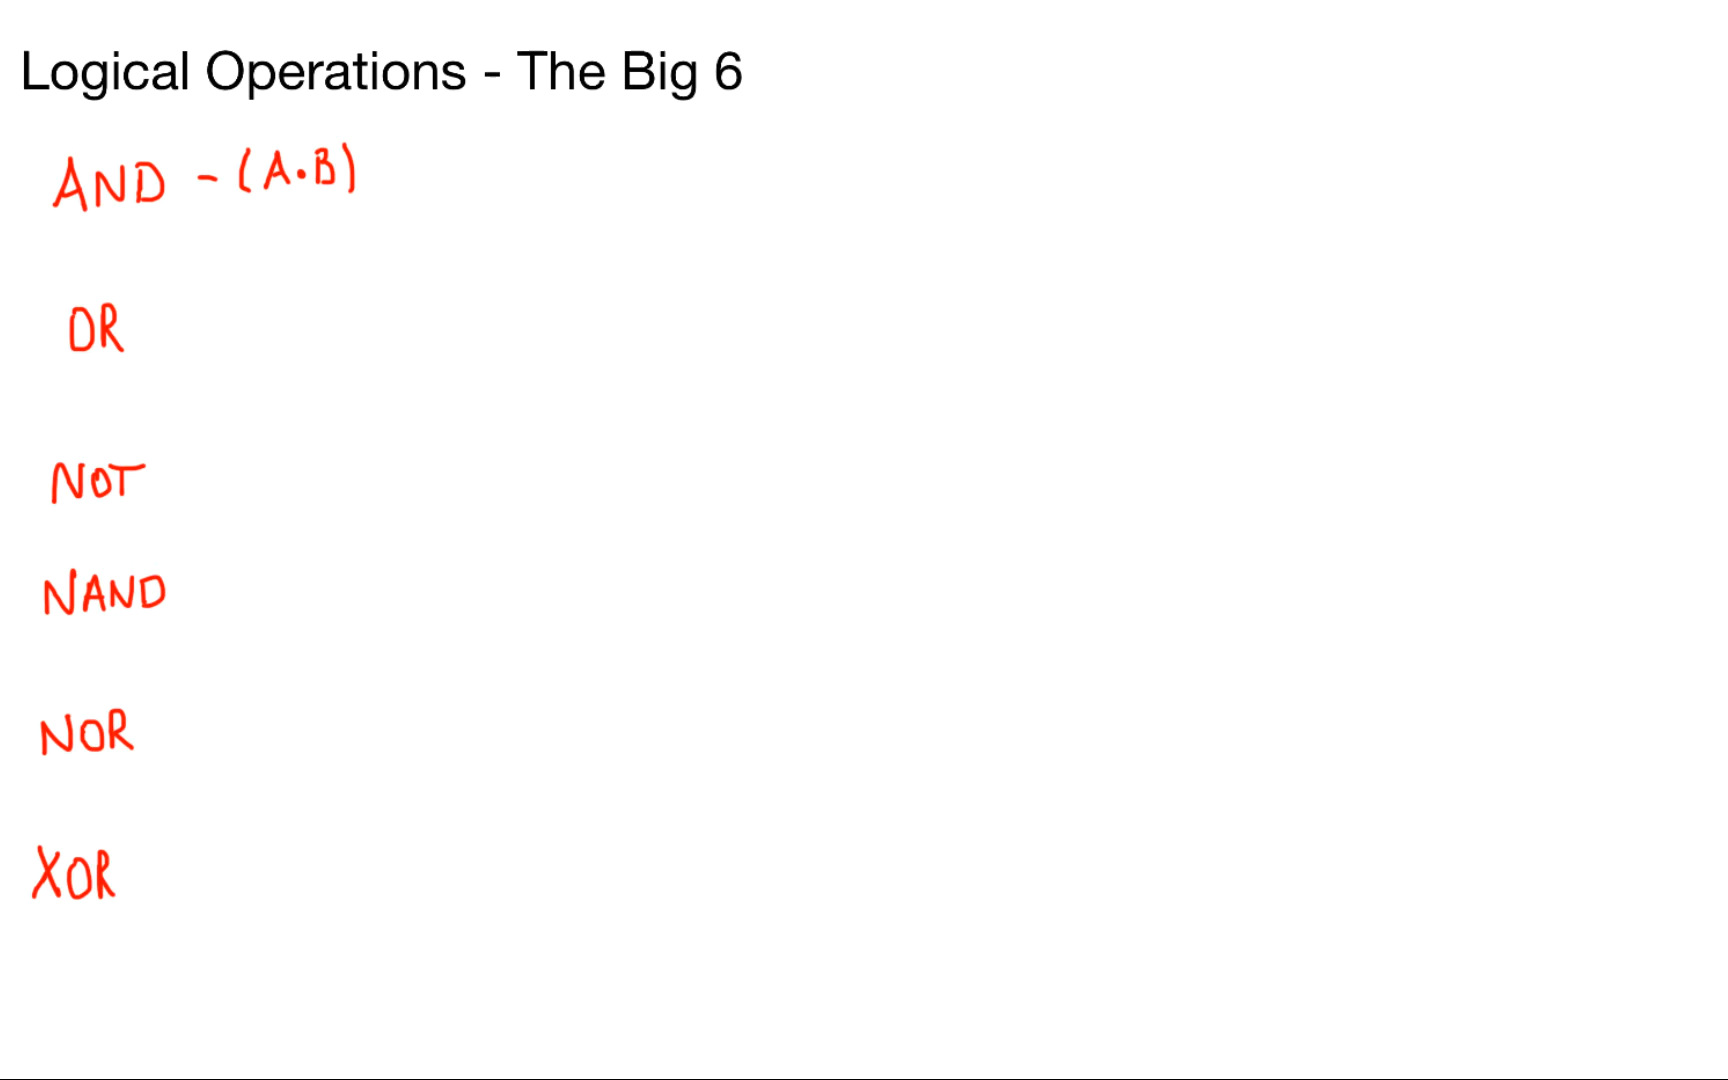 Logical Operations - The Big 6
AND - (A·B)
OR
NOT
NAND
NOR
XOR